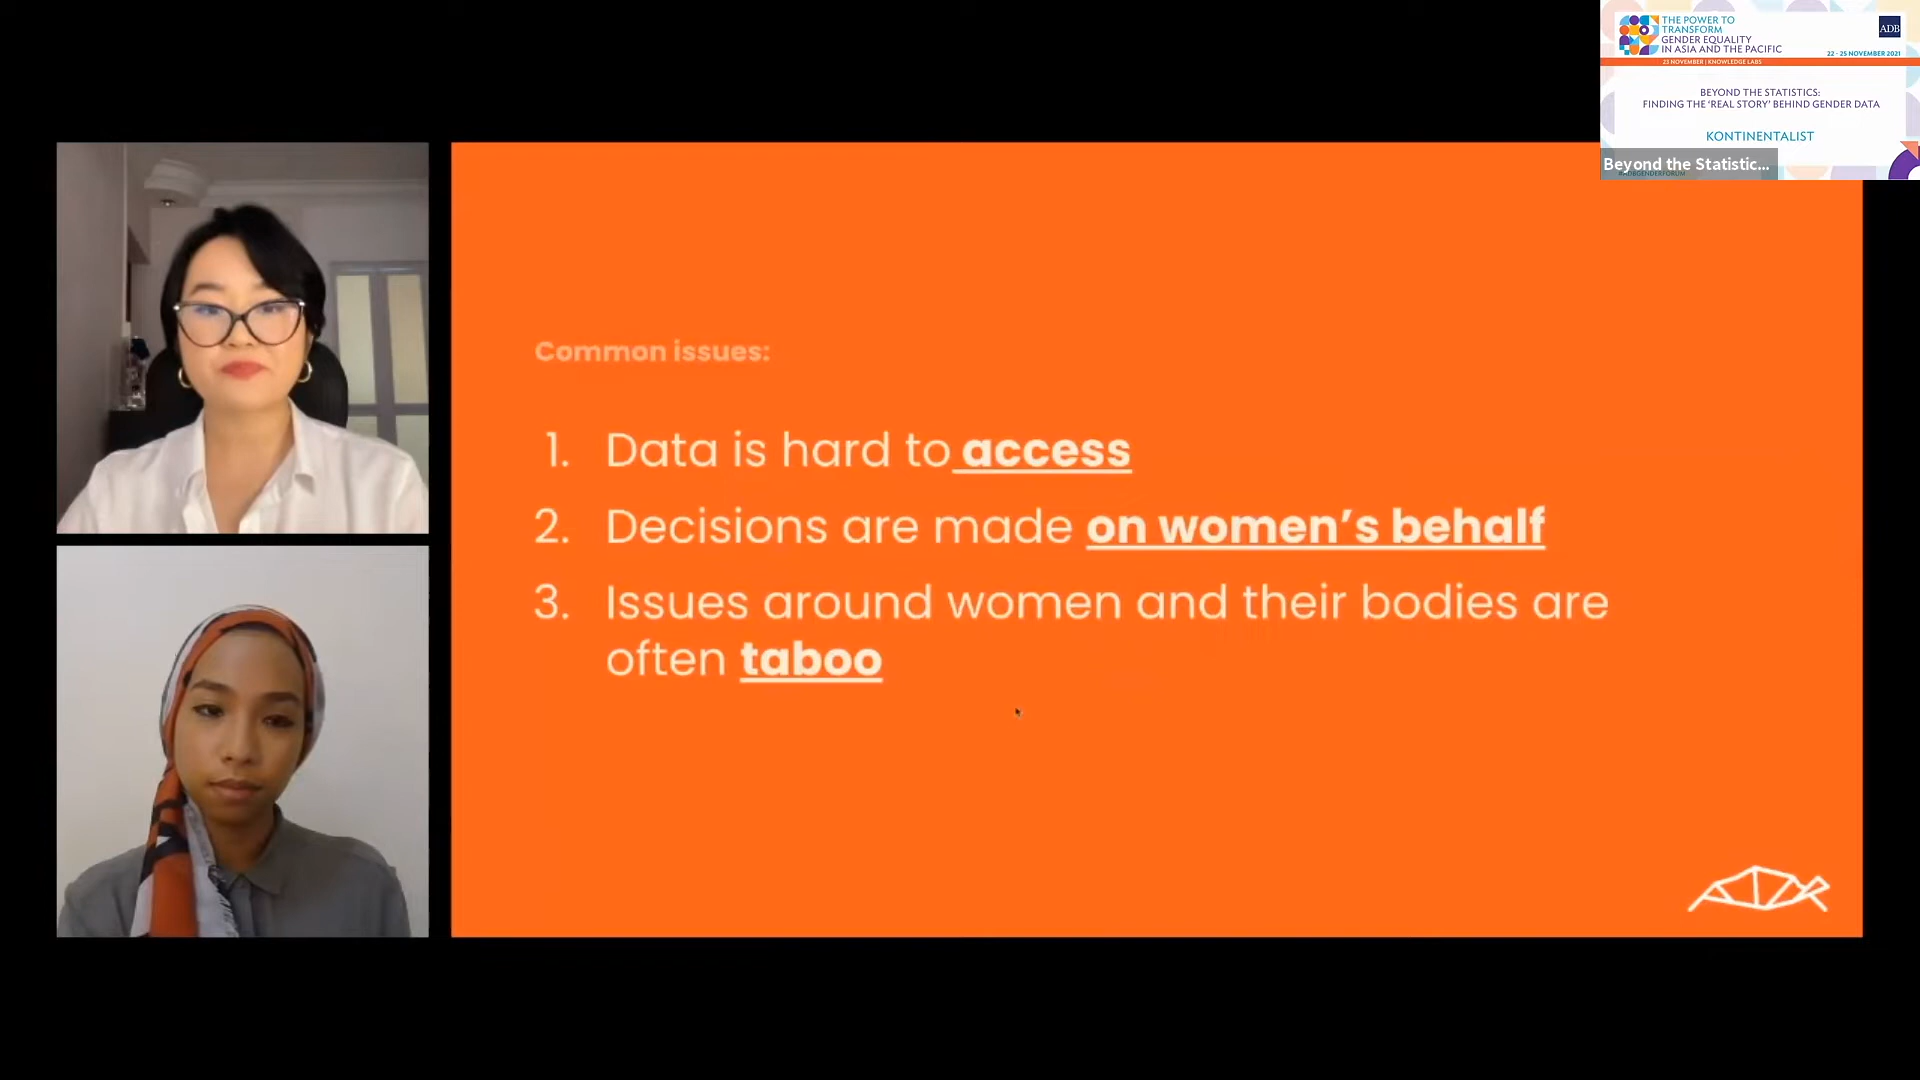 THE POWER TO
TRANSFORM
GENDER EQUALITY
IN ASIA AND THE PACIFIC
ADB
22 - 25 NOVEMBER 2021
23 NOVEMBER | KNOWLEDGE LABS
BEYOND THE STATISTICS:
FINDING THE 'REAL STORY' BEHIND GENDER DATA
KONTINENTALIST
Beyond the Statistic...
#ADBGENDERFORUM
Common issues:
1. Data is hard to access
2. Decisions are made on women's behalf
3. Issues around women and their bodies are
often taboo